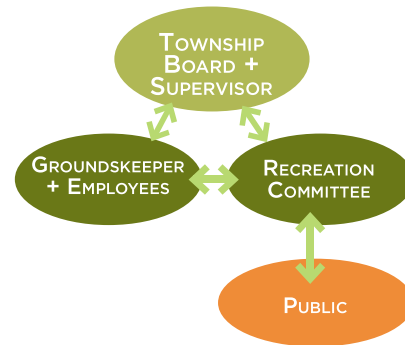 Township
Board +
Supervisor
Groundskeeper
+ Employees
Recreation
Committee
Public